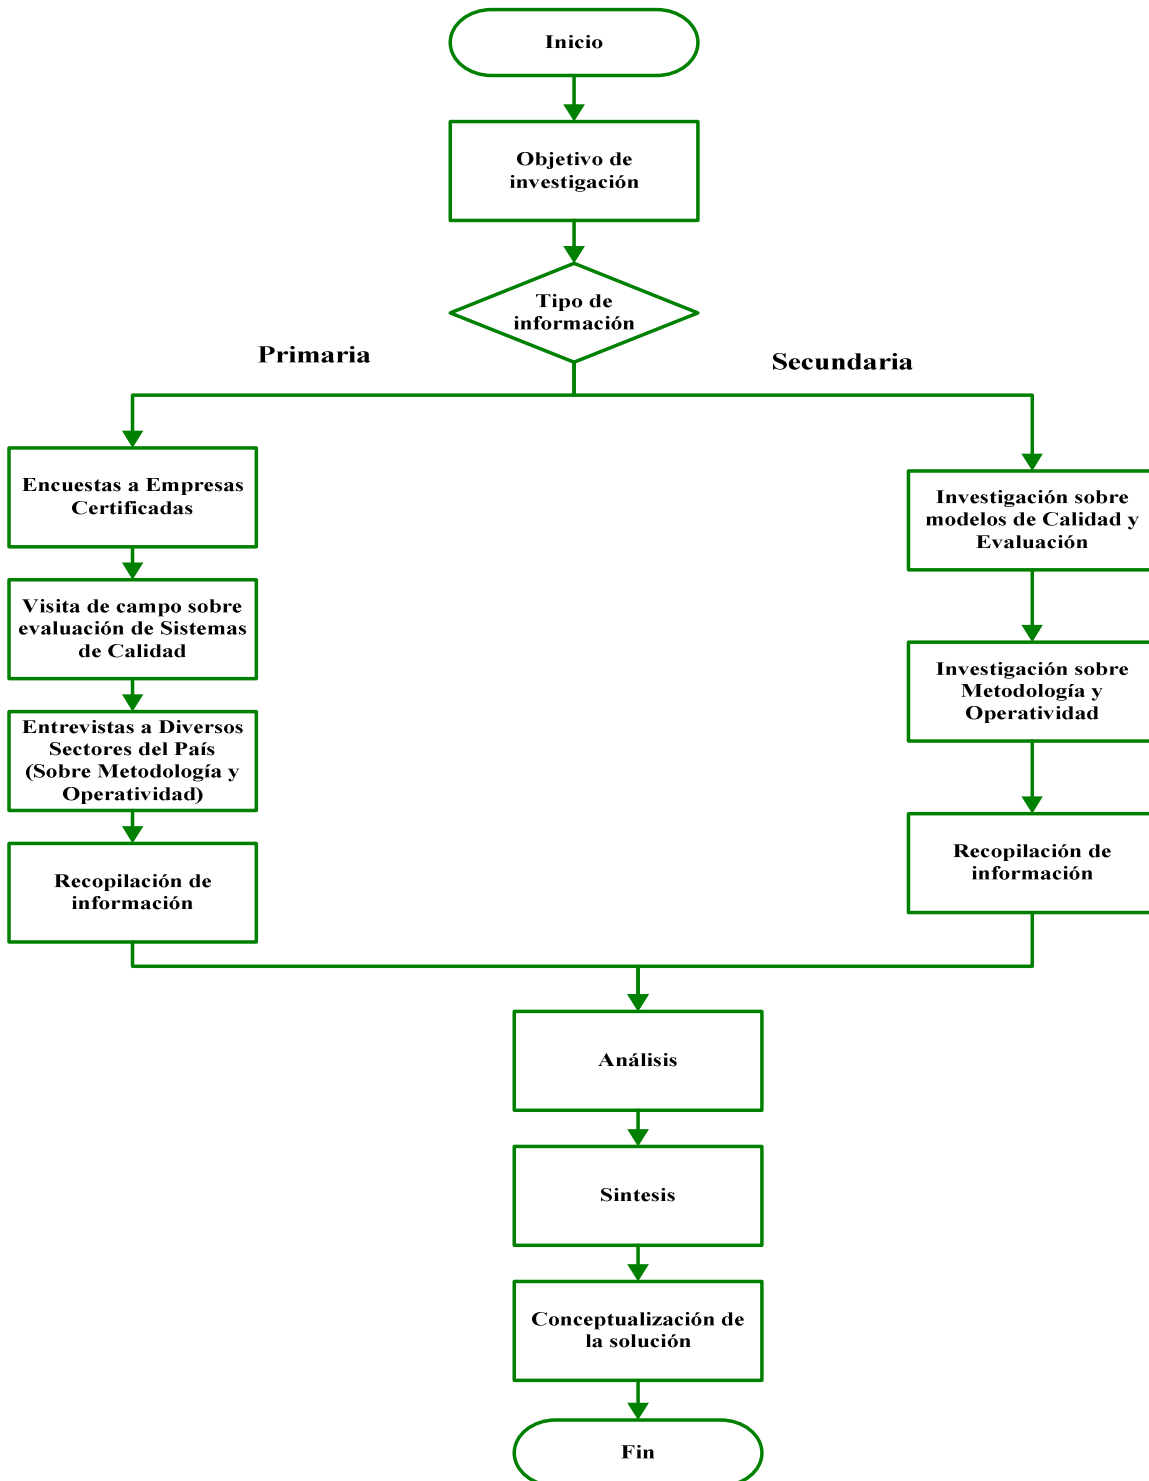 Inicio
Objetivo de
investigación
Tipo de
información
Primaria
Secundaria
Encuestas a Empresas
Certificadas
Visita de campo sobre
evaluación de Sistemas
de Calidad
Entrevistas a Diversos
Sectores del País
(Sobre Metodología y
Operatividad)
Recopilación de
información
Investigación sobre
modelos de Calidad y
Evaluación
Investigación sobre
Metodología y
Operatividad
Recopilación de
información
Análisis
Sintesis
Conceptualización de
la solución
Fin